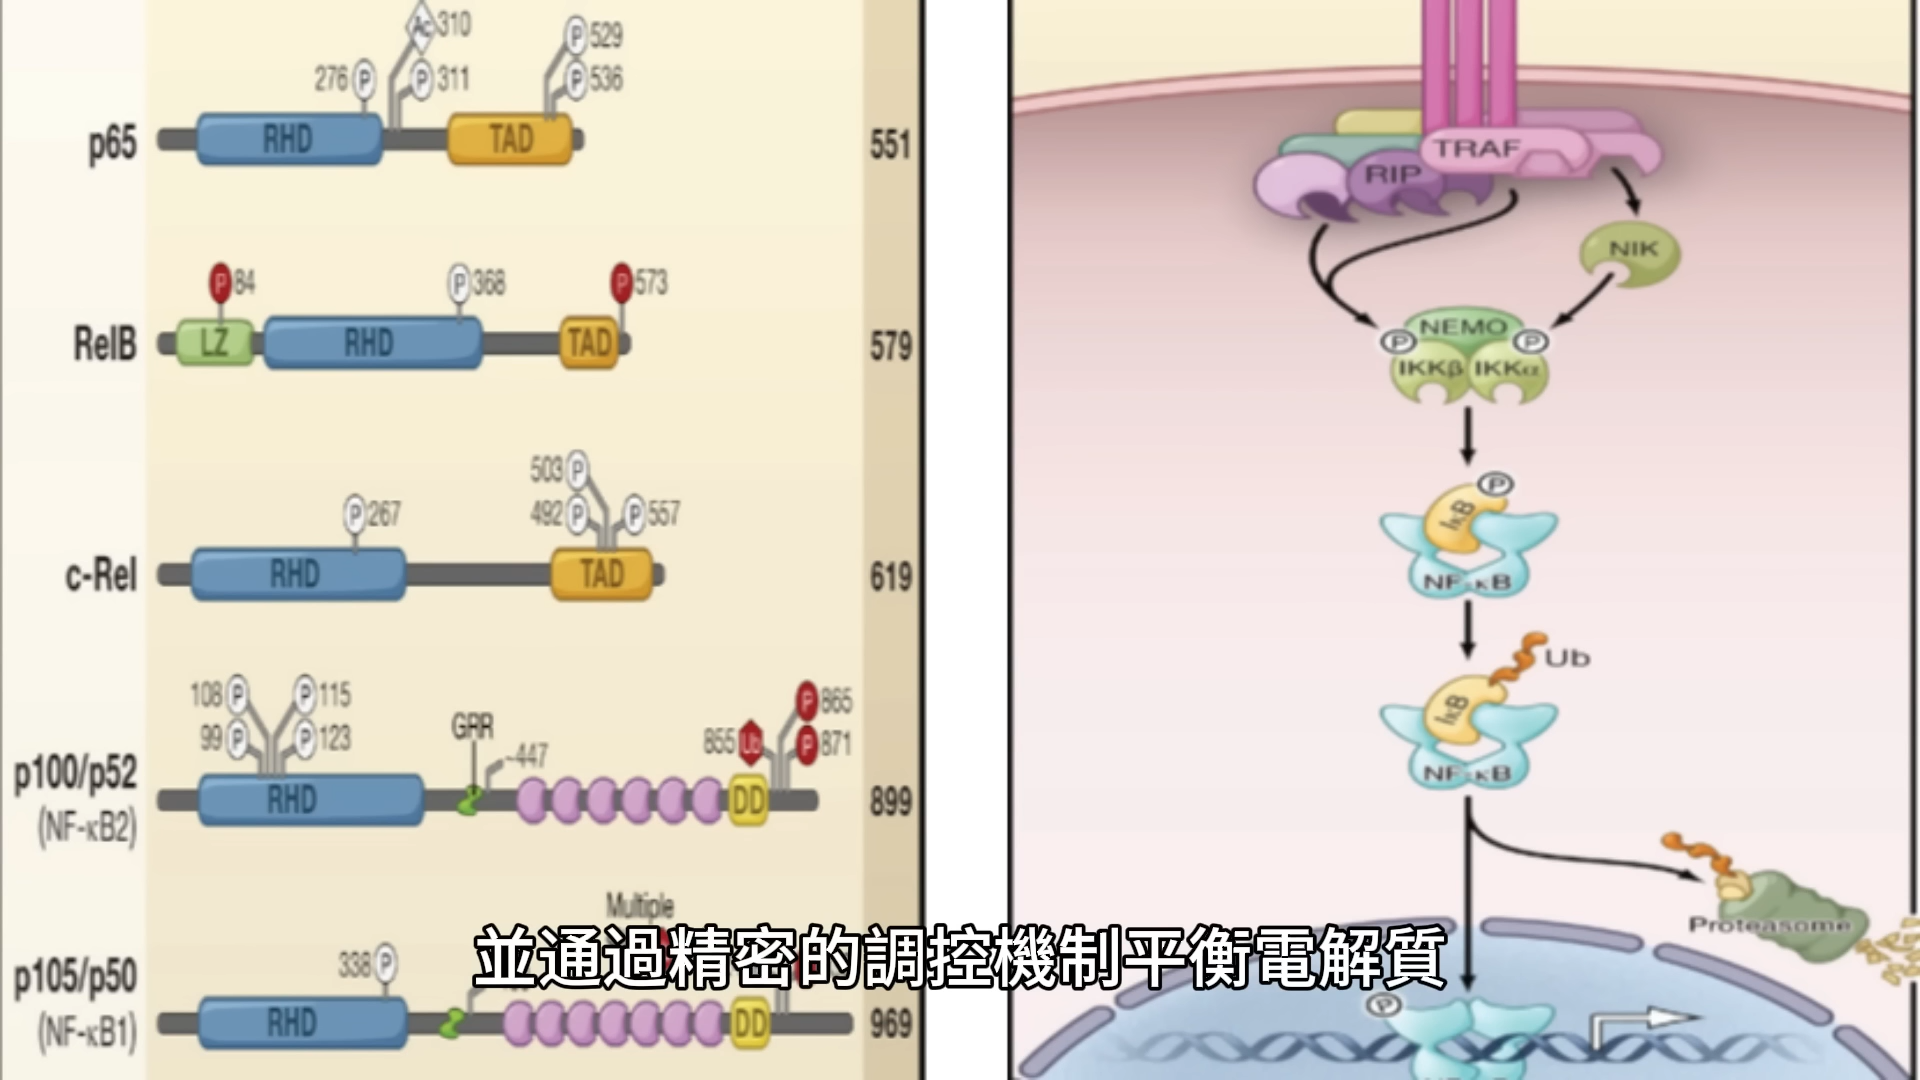 Ac 310
P 529
276 P
P 311
P 536
p65
RHD
TAD
551
P 84
P 368
P 573
RelB
LZ
RHD
TAD
579
503 P
P 267
492 P
P 557
c-Rel
RHD
TAD
619
108 P
P 115
P 865
99 P
P 123
GRR
~447
855 Ub
P 871
p100/p52
(NF-κB2)
RHD
DD
899
Multiple
338 P
p105/p50
(NF-κB1)
RHD
DD
969
TRAF
RIP
NIK
NEMO
P
P
IKKβ
IKKα
P
IκB
NF-κB
Ub
IκB
NF-κB
Proteasome
P
並通過精密的調控機制平衡電解質